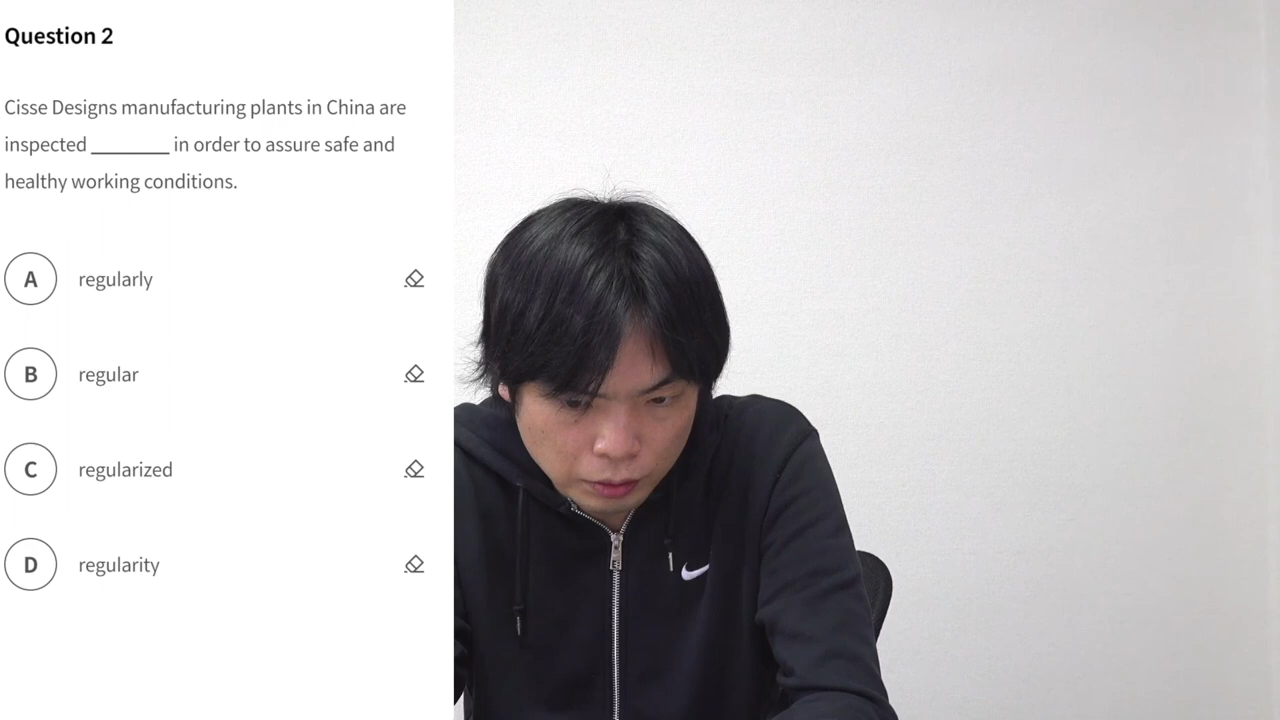 Question 2
Cisse Designs manufacturing plants in China are
inspected ________ in order to assure safe and
healthy working conditions.
A regularly
B regular
C regularized
D regularity